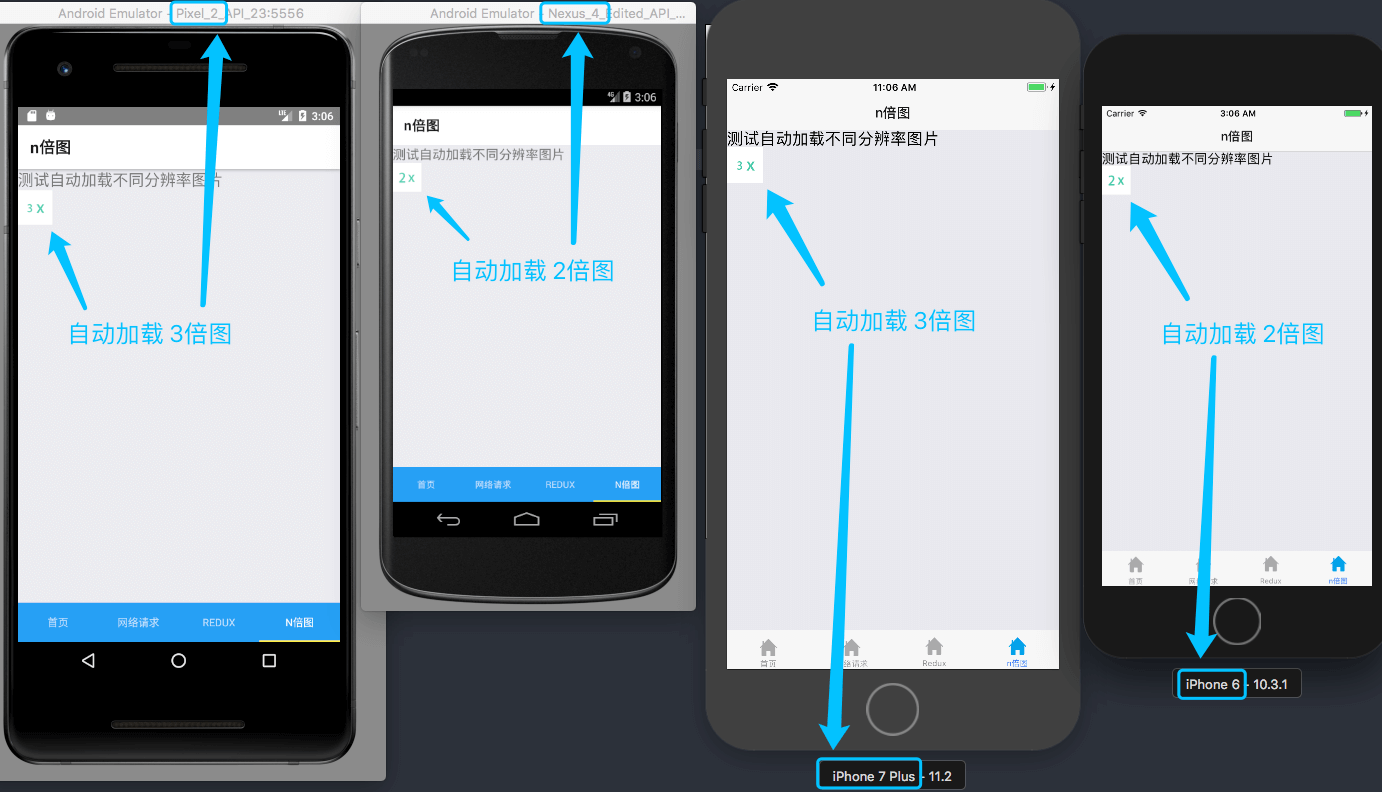 Android Emulator - Pixel_2_API_23:5556
LTE 3:06
n倍图
测试自动加载不同分辨率图片
3 X
自动加载 3倍图
首页 网络请求 REDUX N倍图
Android Emulator - Nexus_4_Edited_API_...
4G 3:06
n倍图
测试自动加载不同分辨率图片
2 x
自动加载 2倍图
首页 网络请求 REDUX N倍图
Carrier 11:06 AM
n倍图
测试自动加载不同分辨率图片
3 X
自动加载 3倍图
首页 络请求 Redux n倍图
iPhone 7 Plus - 11.2
Carrier 3:06 AM
n倍图
测试自动加载不同分辨率图片
2 x
自动加载 2倍图
首页 网 求 Redux n倍图
iPhone 6 - 10.3.1